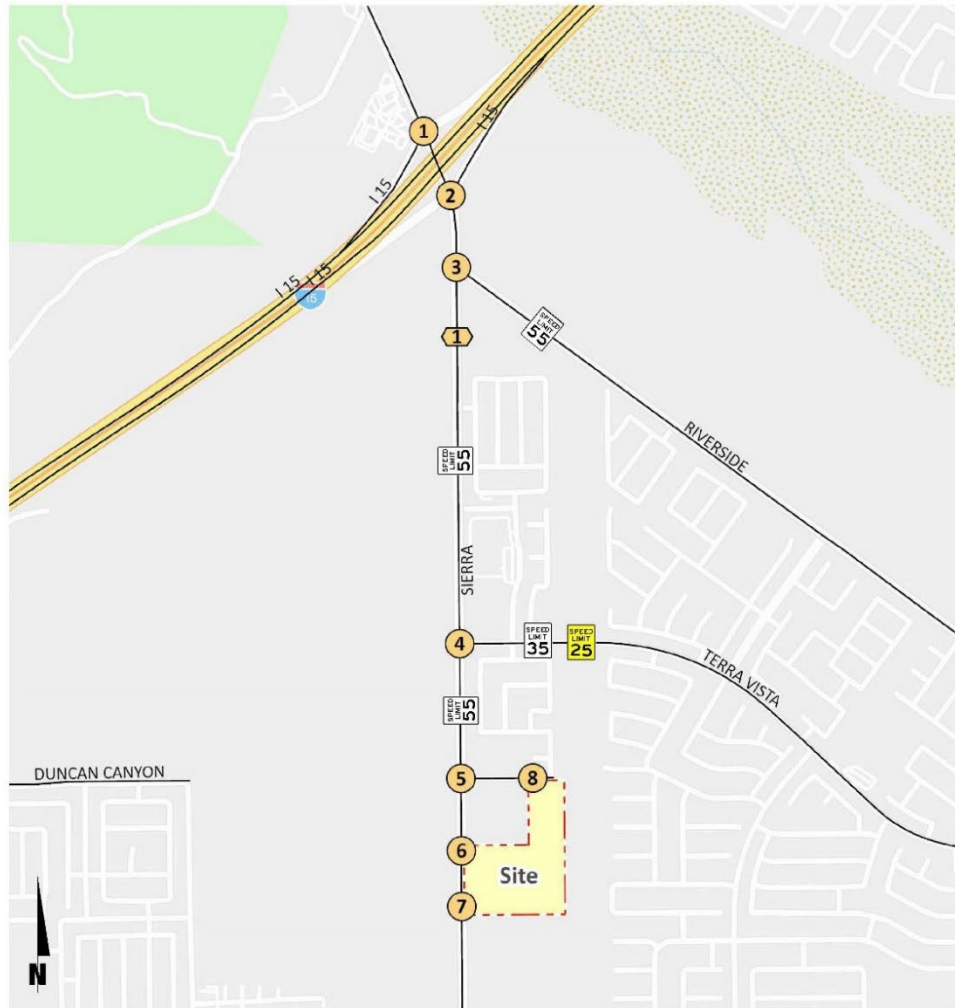 1
I 15
I 15
2
3
I 15
I 15
15
SPEED
LIMIT
55
1
RIVERSIDE
SPEED
LIMIT
55
SIERRA
4
SPEED
LIMIT
35
SPEED
LIMIT
25
TERRA VISTA
SPEED
LIMIT
55
DUNCAN CANYON
5
8
6
Site
7
N